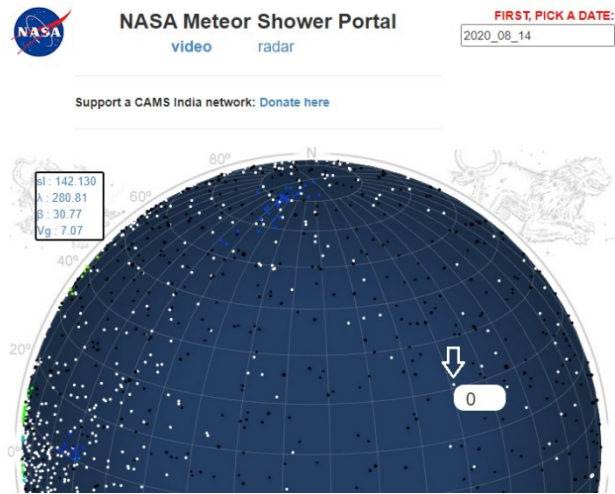 NASA
NASA Meteor Shower Portal
video radar
FIRST, PICK A DATE:
2020_08_14
Support a CAMS India network: Donate here
N
80°
60°
40°
20°
0°
sl : 142.130
λ : 280.81
β : 30.77
Vg : 7.07
0